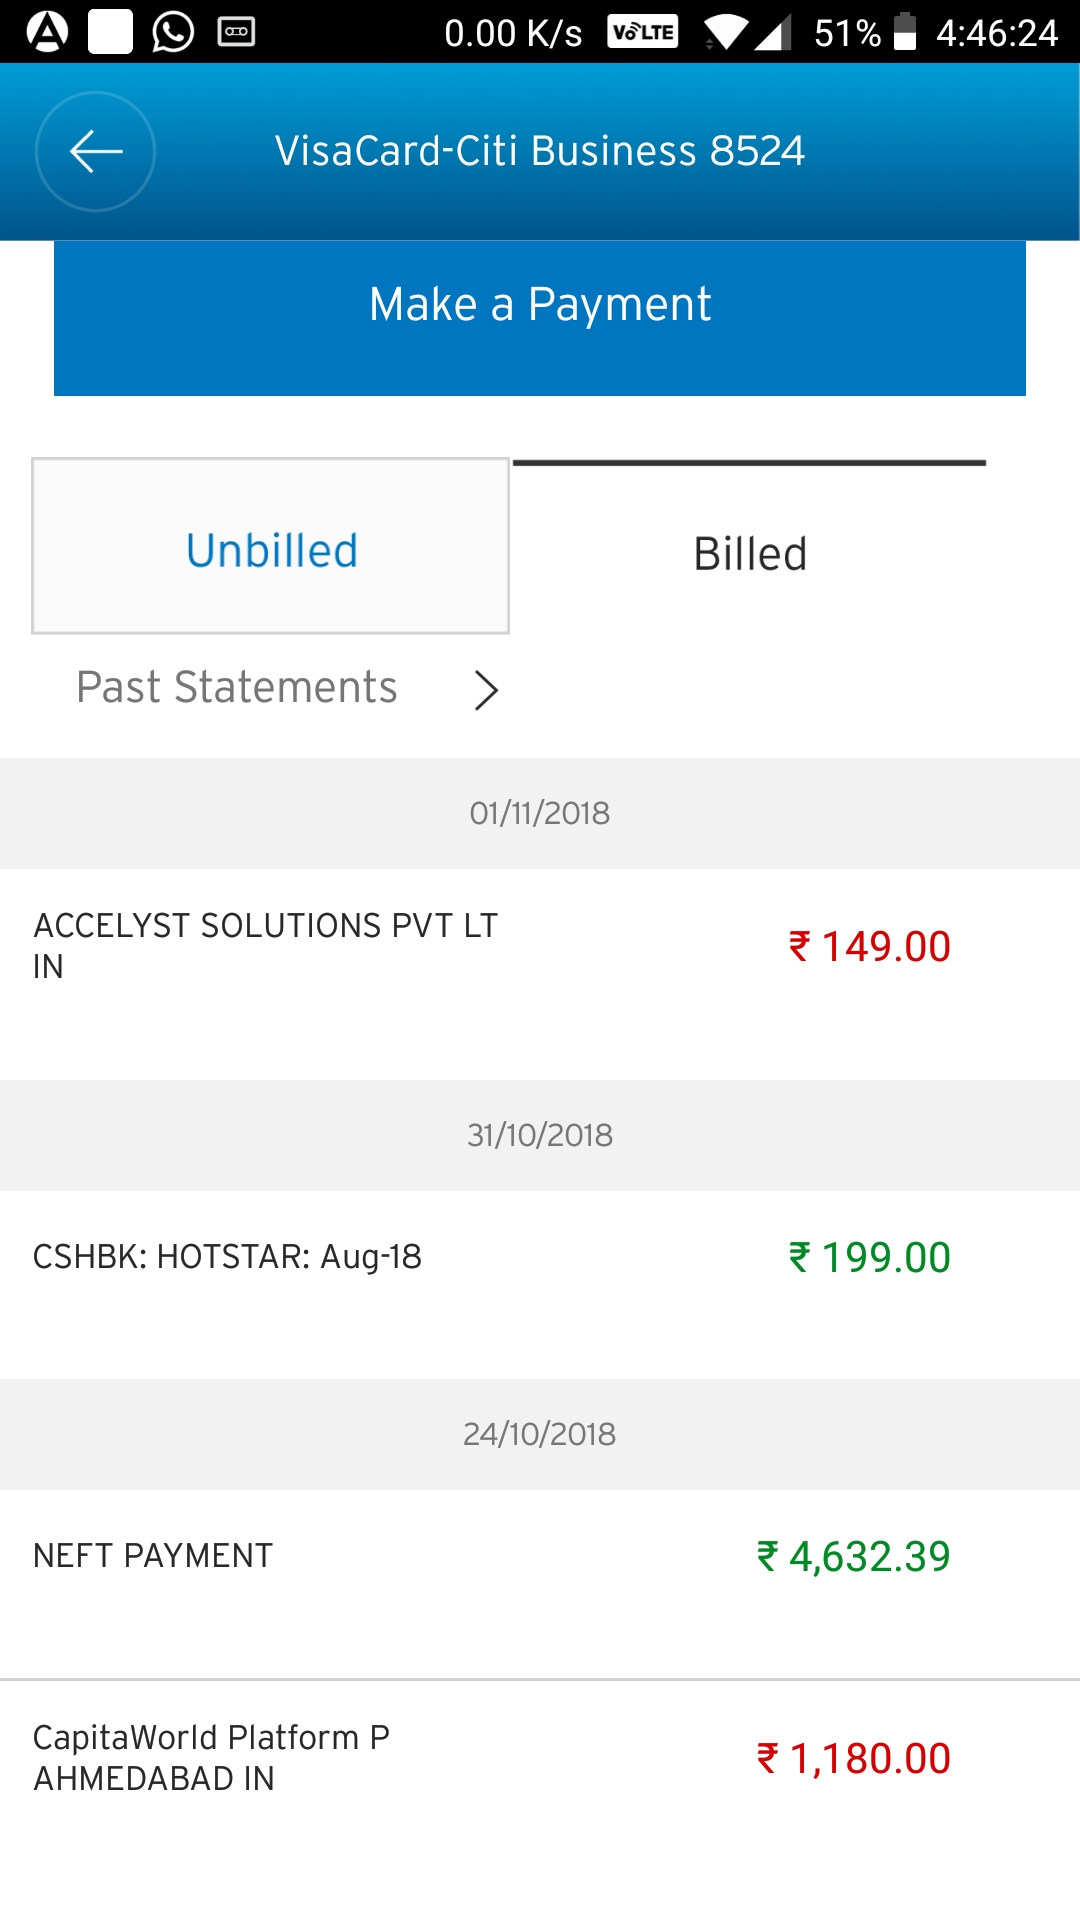 0.00 K/s VoLTE 51% 4:46:24
VisaCard-Citi Business 8524
Make a Payment
Unbilled
Billed
Past Statements
01/11/2018
ACCELYST SOLUTIONS PVT LT
IN
₹ 149.00
31/10/2018
CSHBK: HOTSTAR: Aug-18
₹ 199.00
24/10/2018
NEFT PAYMENT
₹ 4,632.39
CapitaWorld Platform P
AHMEDABAD IN
₹ 1,180.00